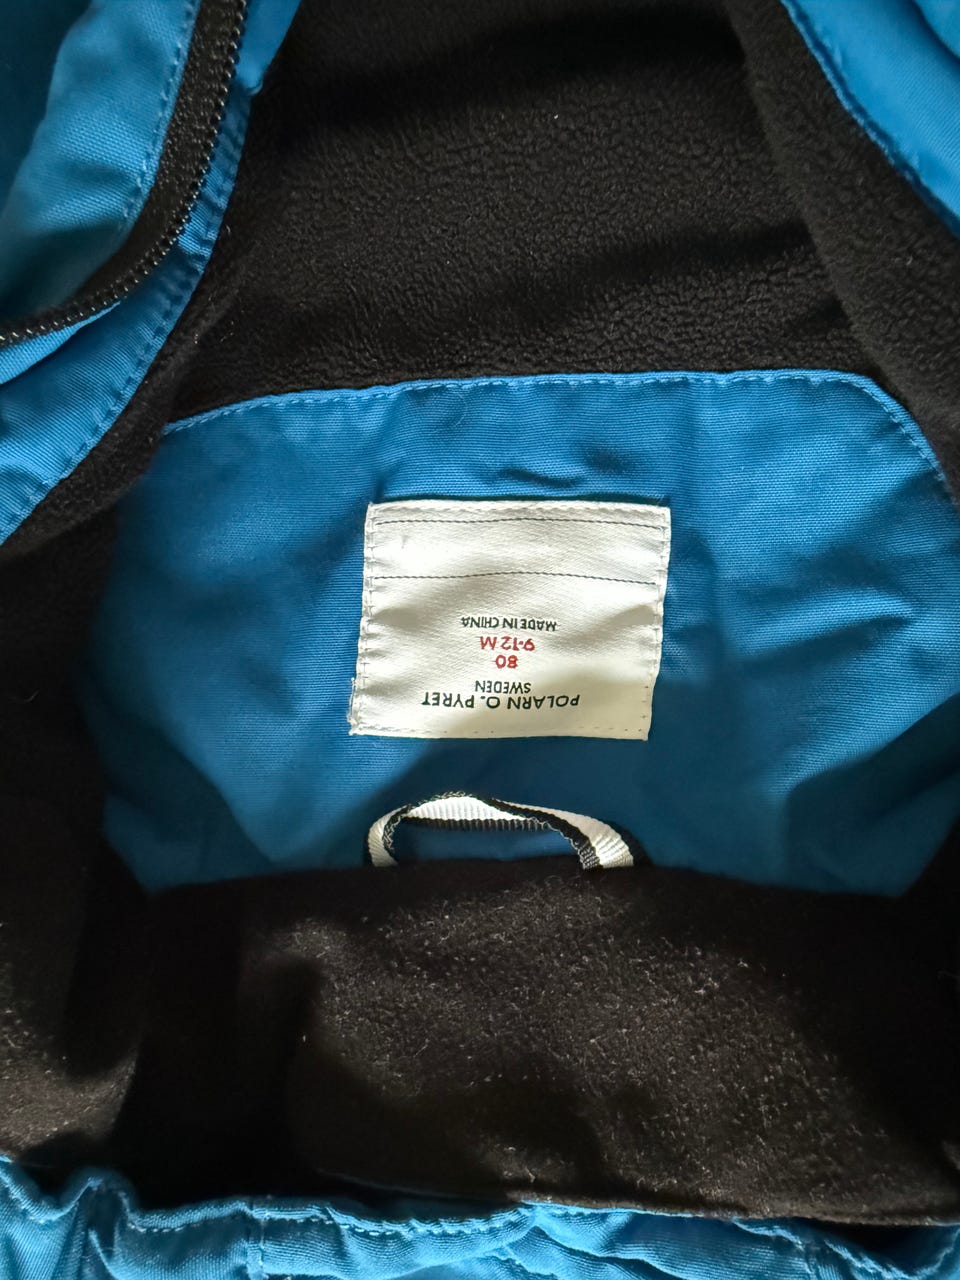 POLARN O. PYRET
SWEDEN
80
9-12 M
MADE IN CHINA